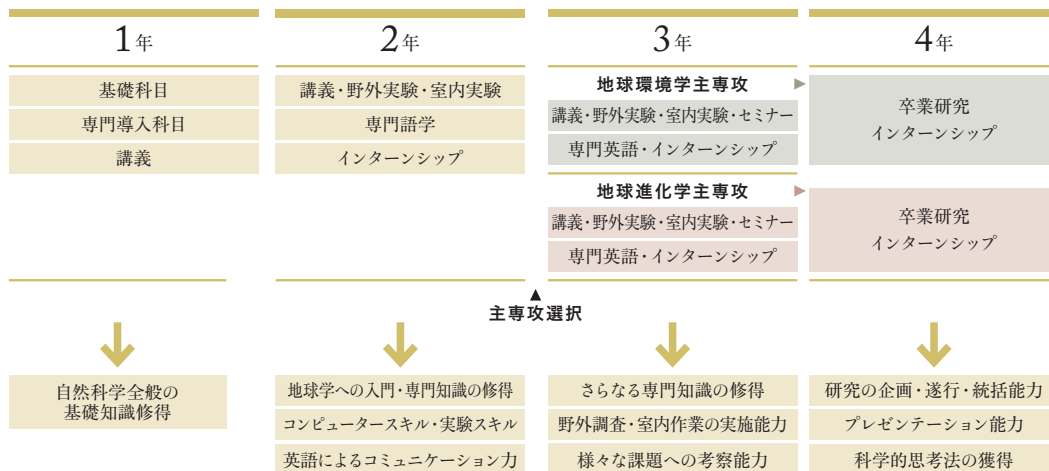 1年
基礎科目
専門導入科目
講義
2年
講義・野外実験・室内実験
専門語学
インターンシップ
3年
地球環境学主専攻
講義・野外実験・室内実験・セミナー
専門英語・インターンシップ
地球進化学主専攻
講義・野外実験・室内実験・セミナー
専門英語・インターンシップ
4年
卒業研究
インターンシップ
卒業研究
インターンシップ
主専攻選択
自然科学全般の
基礎知識修得
地球学への入門・専門知識の修得
コンピュータースキル・実験スキル
英語によるコミュニケーション力
さらなる専門知識の修得
野外調査・室内作業の実施能力
様々な課題への考察能力
研究の企画・遂行・統括能力
プレゼンテーション能力
科学的思考法の獲得